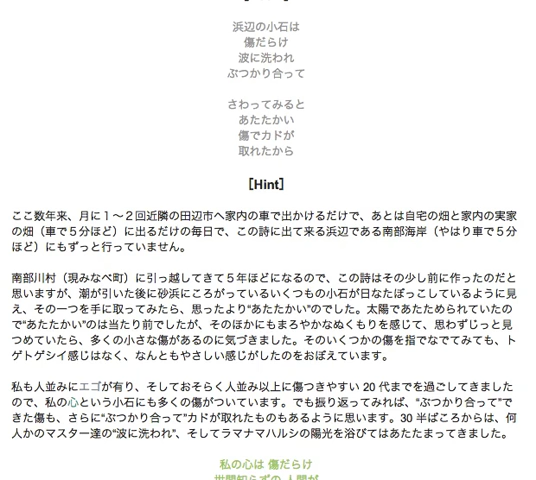 浜辺の小石は
傷だらけ
波に洗われ
ぶつかり合って
さわってみると
あたたかい
傷でカドが
取れたから
［Hint］
ここ数年来、月に１〜２回近隣の田辺市へ家内の車で出かけるだけで、あとは自宅の畑と家内の実家
の畑（車で５分ほど）に出るだけの毎日で、この詩に出て来る浜辺である南部海岸（やはり車で５分
ほど）にもずっと行っていません。
南部川村（現みなべ町）に引っ越してきて５年ほどになるので、この詩はその少し前に作ったのだと
思いますが、潮が引いた後に砂浜にころがっているいくつもの小石が日なたぼっこしているように見
え、その一つを手に取ってみたら、思ったより“あたたかい”のでした。太陽であたためられていたの
で“あたたかい”のは当たり前でしたが、そのほかにもまろやかなぬくもりを感じて、思わずじっと見
つめていたら、多くの小さな傷があるのに気づきました。そのいくつかの傷を指でなでてみても、ト
ゲトゲシイ感じはなく、なんともやさしい感じがしたのをおぼえています。
私も人並みにエゴが有り、そしておそらく人並み以上に傷つきやすい 20 代までを過ごしてきました
ので、私の心という小石にも多くの傷がついています。でも振り返ってみれば、“ぶつかり合って”で
きた傷も、さらに“ぶつかり合って”カドが取れたものもあるように思います。30 半ばころからは、何
人かのマスター達の“波に洗われ”、そしてラマナマハルシの陽光を浴びてはあたたまってきました。
私の心は 傷だらけ
世間知らずの 人間が